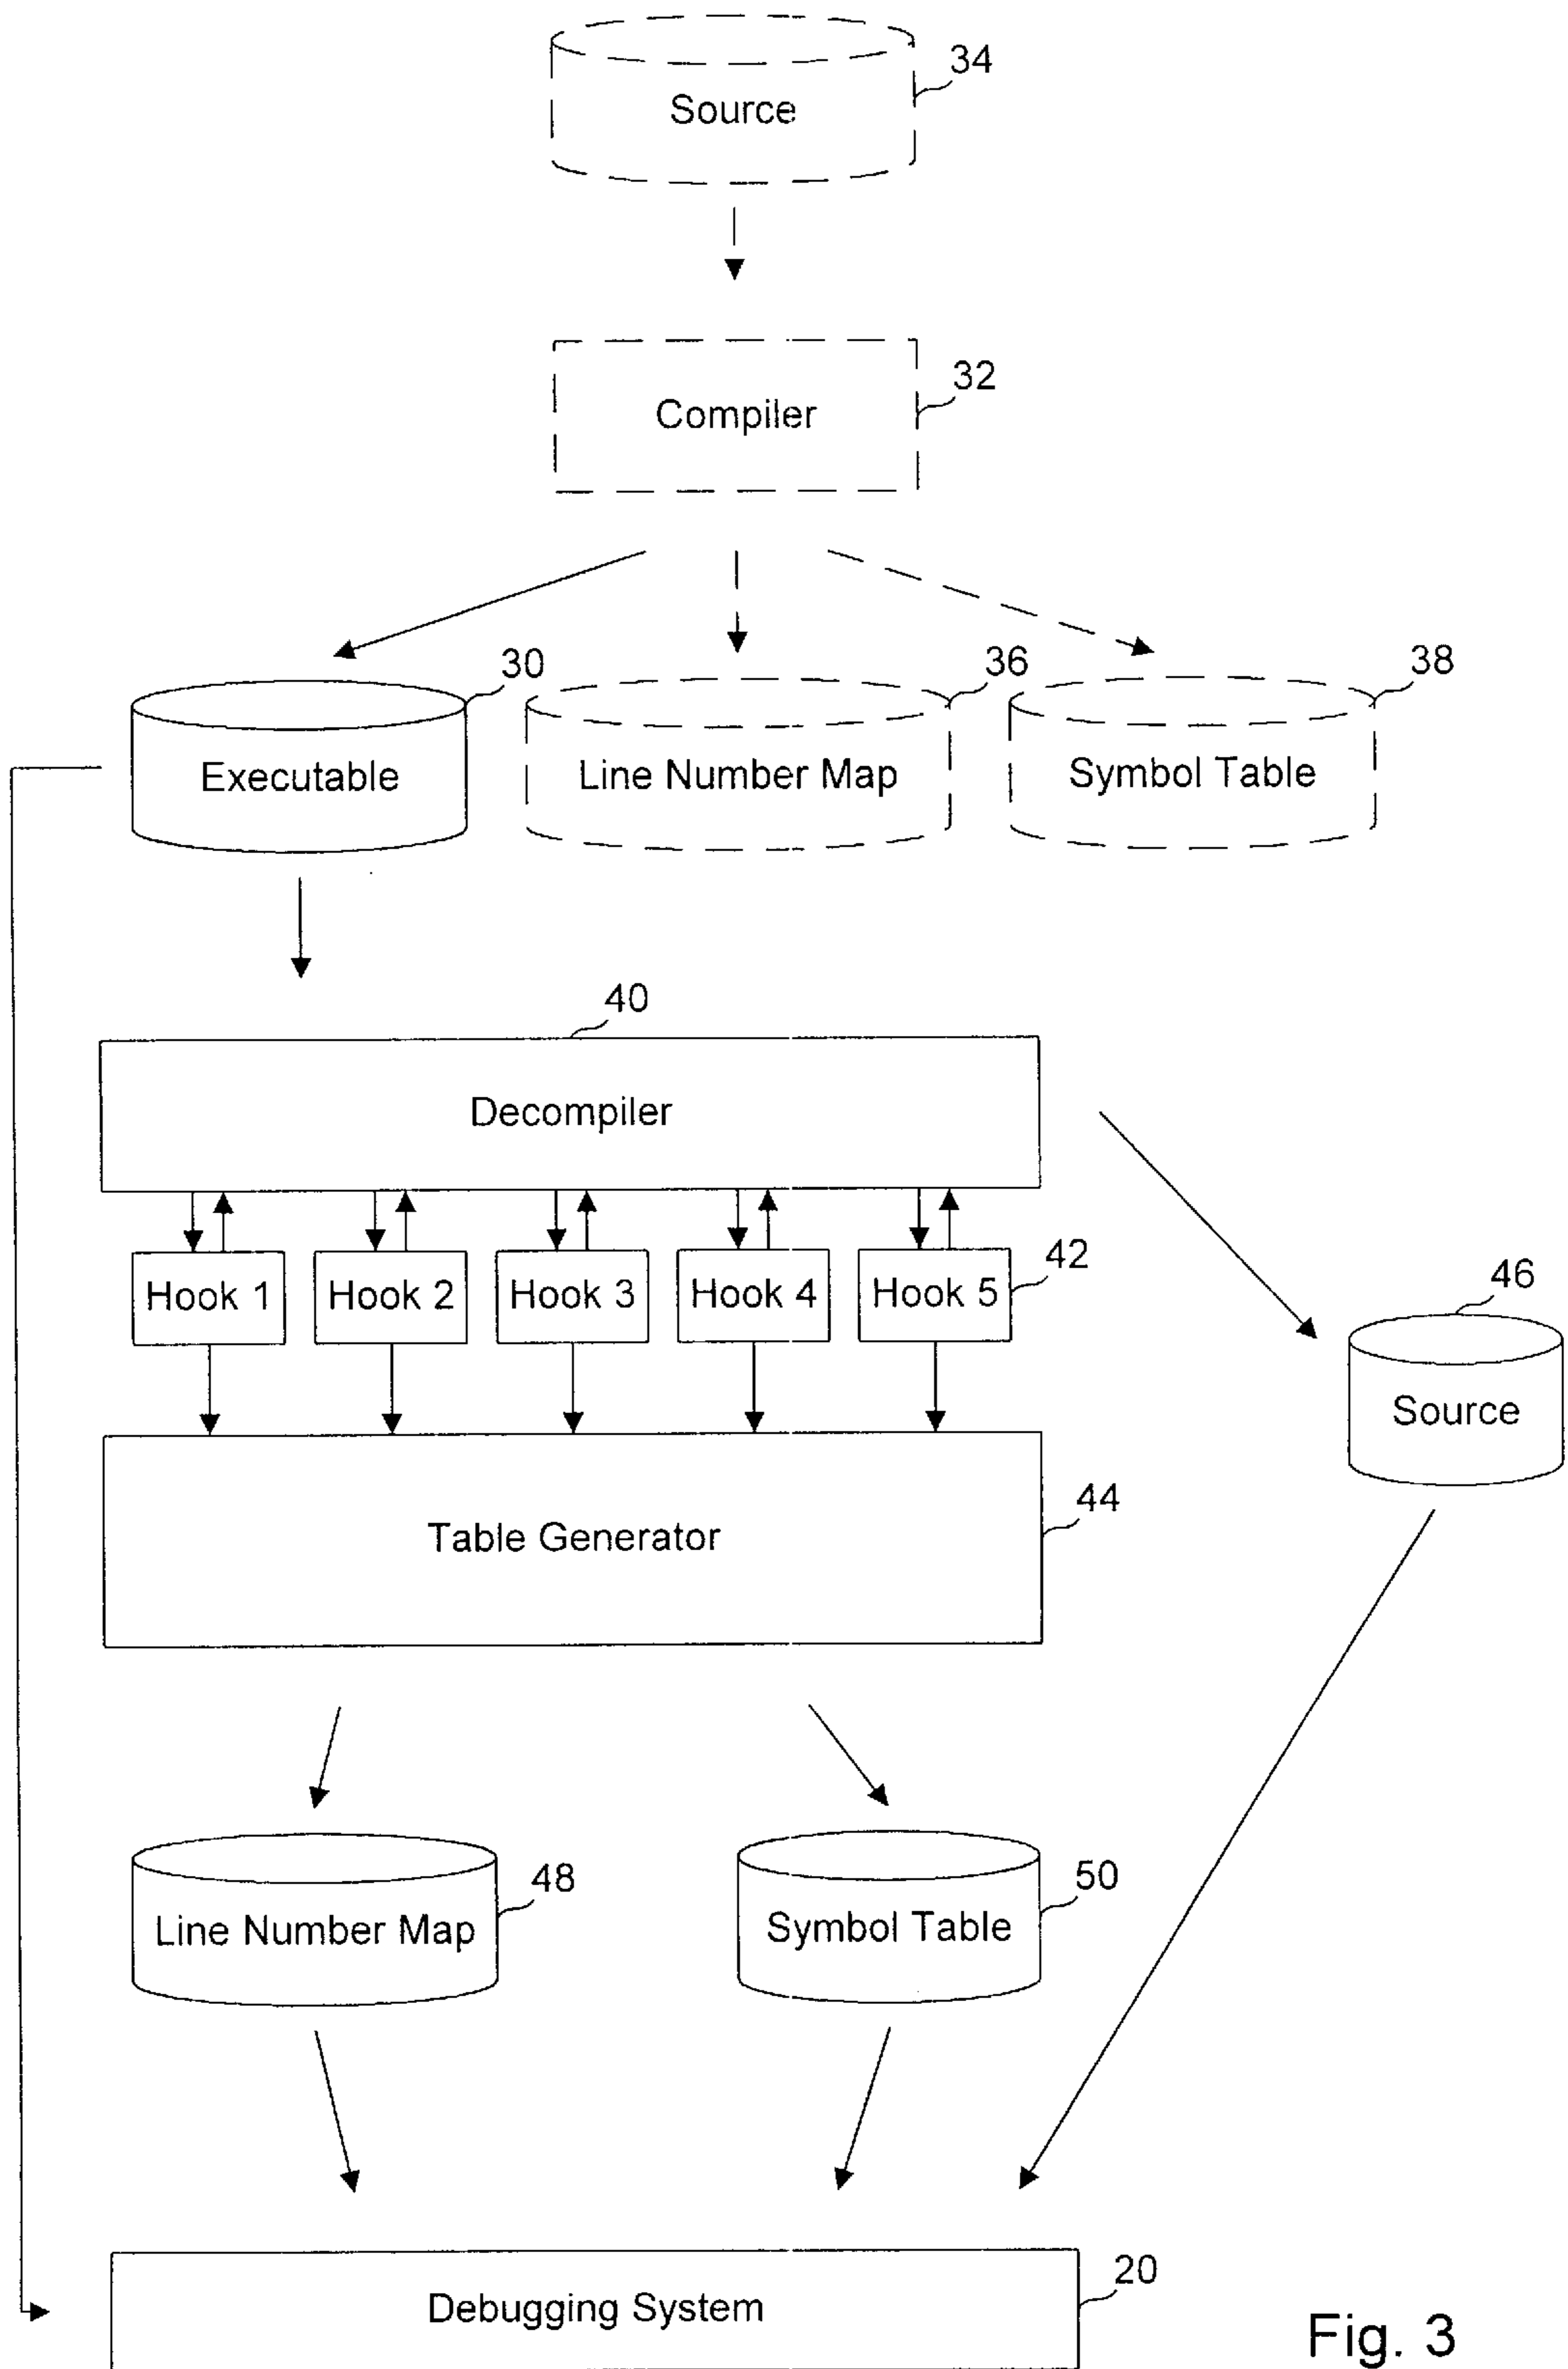 34
Source
32
Compiler
30
36
38
Executable
Line Number Map
Symbol Table
40
Decompiler
42
Hook 1
Hook 2
Hook 3
Hook 4
Hook 5
46
Source
44
Table Generator
48
50
Line Number Map
Symbol Table
20
Debugging System
Fig. 3